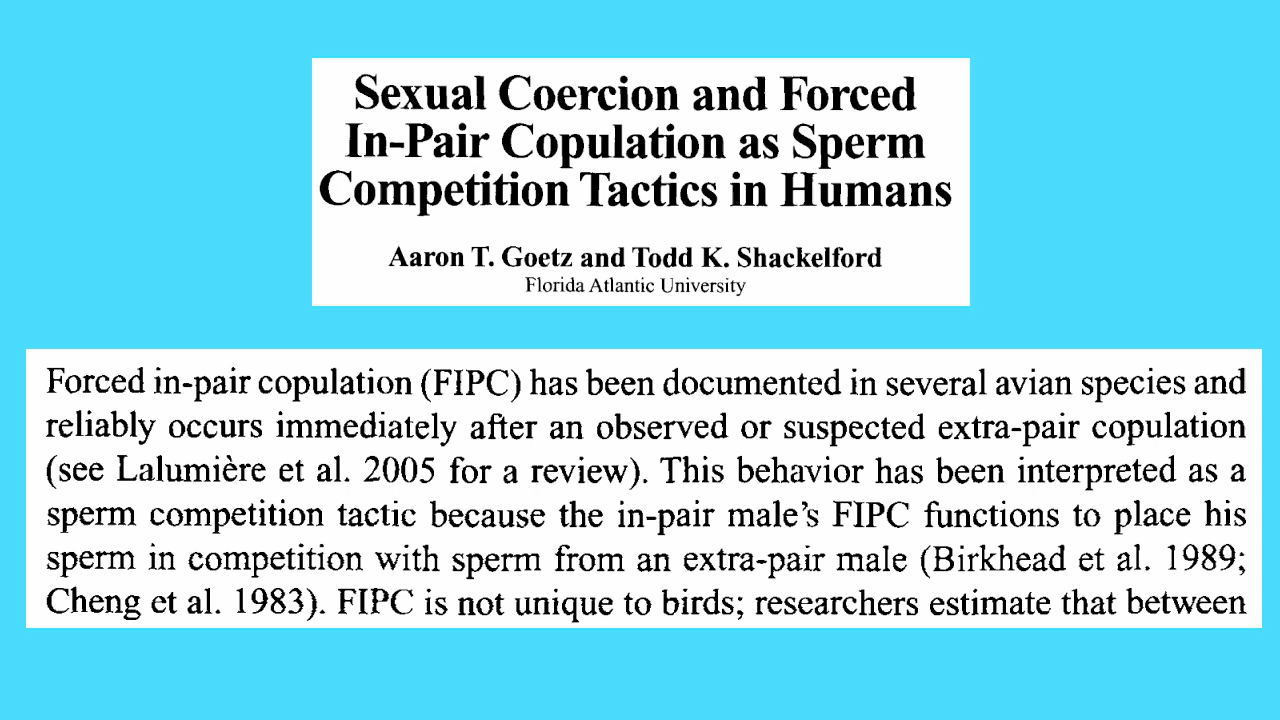 Sexual Coercion and Forced
In-Pair Copulation as Sperm
Competition Tactics in Humans
Aaron T. Goetz and Todd K. Shackelford
Florida Atlantic University
Forced in-pair copulation (FIPC) has been documented in several avian species and
reliably occurs immediately after an observed or suspected extra-pair copulation
(see Lalumière et al. 2005 for a review). This behavior has been interpreted as a
sperm competition tactic because the in-pair male’s FIPC functions to place his
sperm in competition with sperm from an extra-pair male (Birkhead et al. 1989;
Cheng et al. 1983). FIPC is not unique to birds; researchers estimate that between